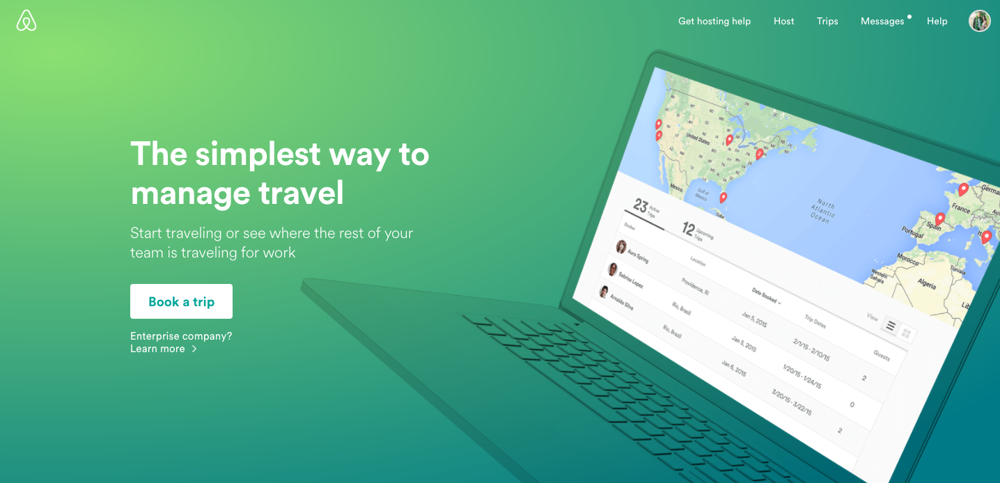 Get hosting help
Host
Trips
Messages
Help
The simplest way to
manage travel
Start traveling or see where the rest of your
team is traveling for work
Book a trip
Enterprise company?
Learn more
United States
Mexico
Gulf of
Mexico
Cuba
North
Atlantic
Ocean
France
Spain
Portugal
Morocco
Algeria
Tunisia
Western
Sahara
23 Active
Trips
12 Upcoming
Trips
Booker
Location
Date Booked
Trip Dates
View
Guests
Aura Spring
Providence, RI
Jan 5, 2015
2/1/15 - 2/10/15
2
Sabrina Lopez
Rio, Brazil
Jan 5, 2015
1/20/15 - 1/24/15
0
Arnaldo Silva
Rio, Brazil
Jan 6, 2015
3/20/15 - 3/22/15
2